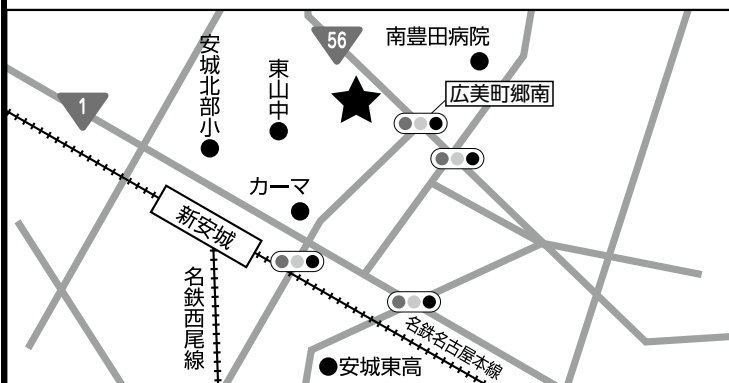 56
南豊田病院
安城北部小
東山中
広美町郷南
1
カーマ
新安城
名鉄西尾線
名鉄名古屋本線
安城東高